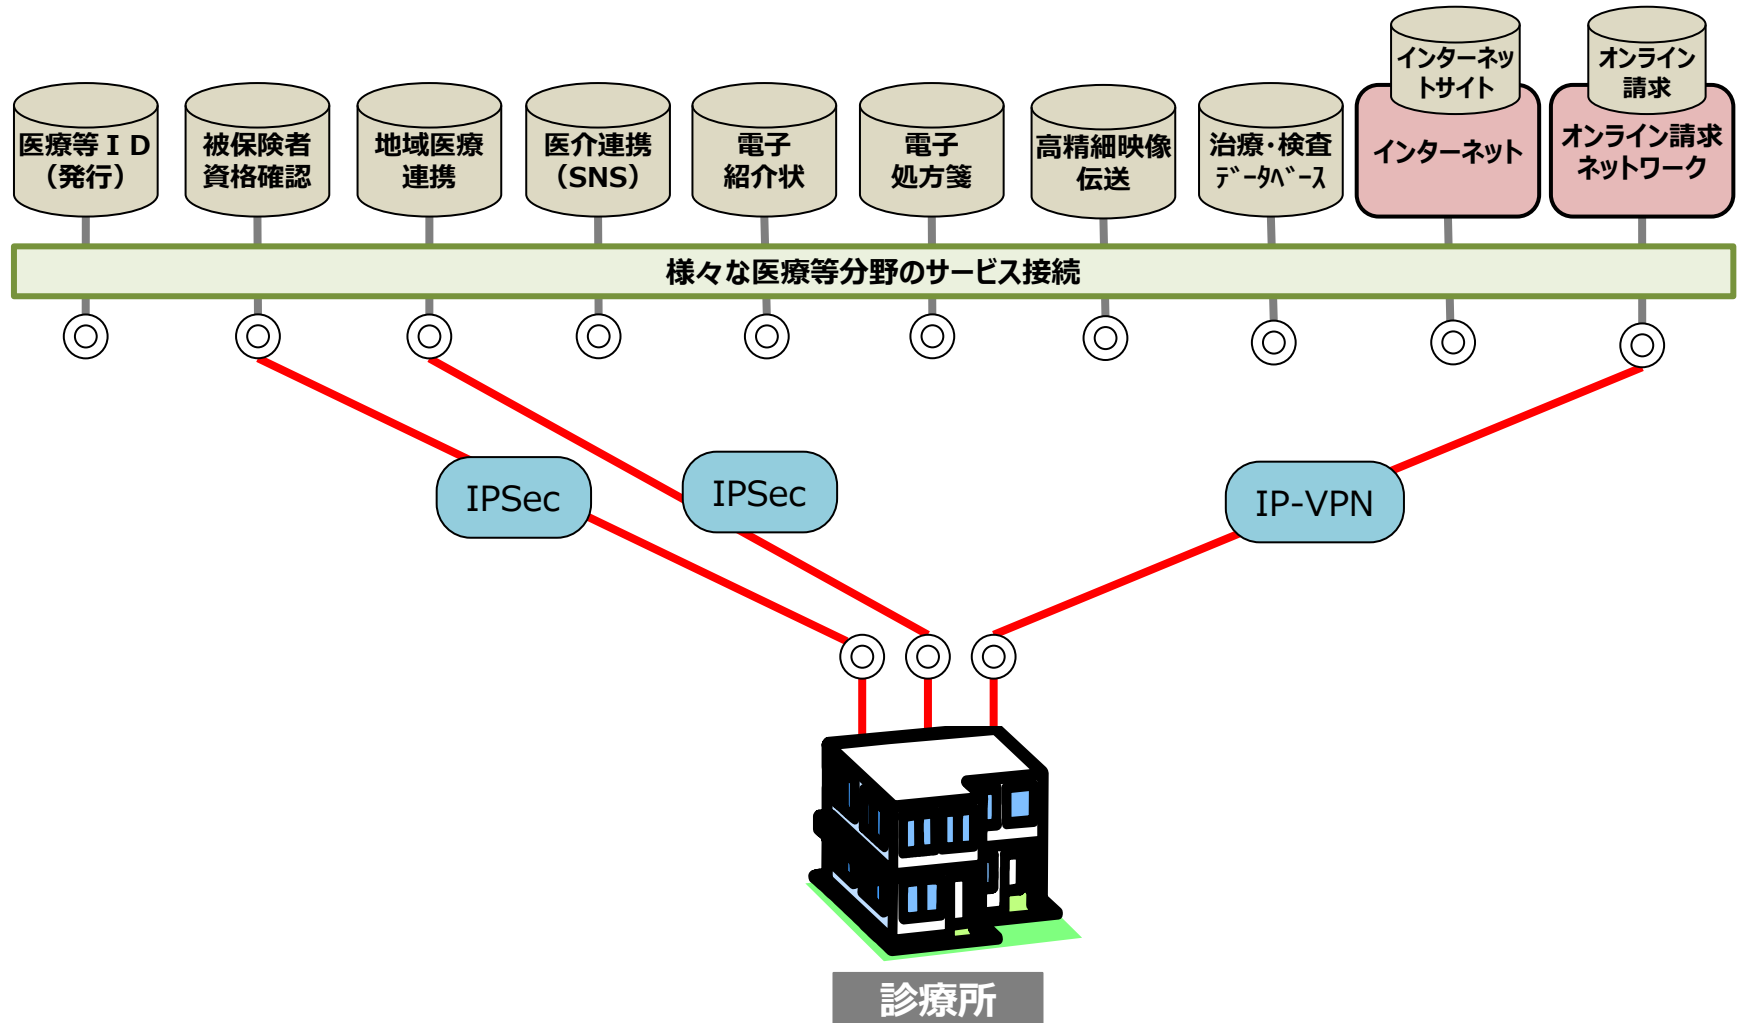 インターネッ
トサイト
オンライン
請求
医療等ＩＤ
（発行）
被保険者
資格確認
地域医療
連携
医介連携
（SNS）
電子
紹介状
電子
処方箋
高精細映像
伝送
治療・検査
ﾃﾞｰﾀﾍﾞｰｽ
インターネット
オンライン請求
ネットワーク
様々な医療等分野のサービス接続
IPSec
IPSec
IP-VPN
診療所